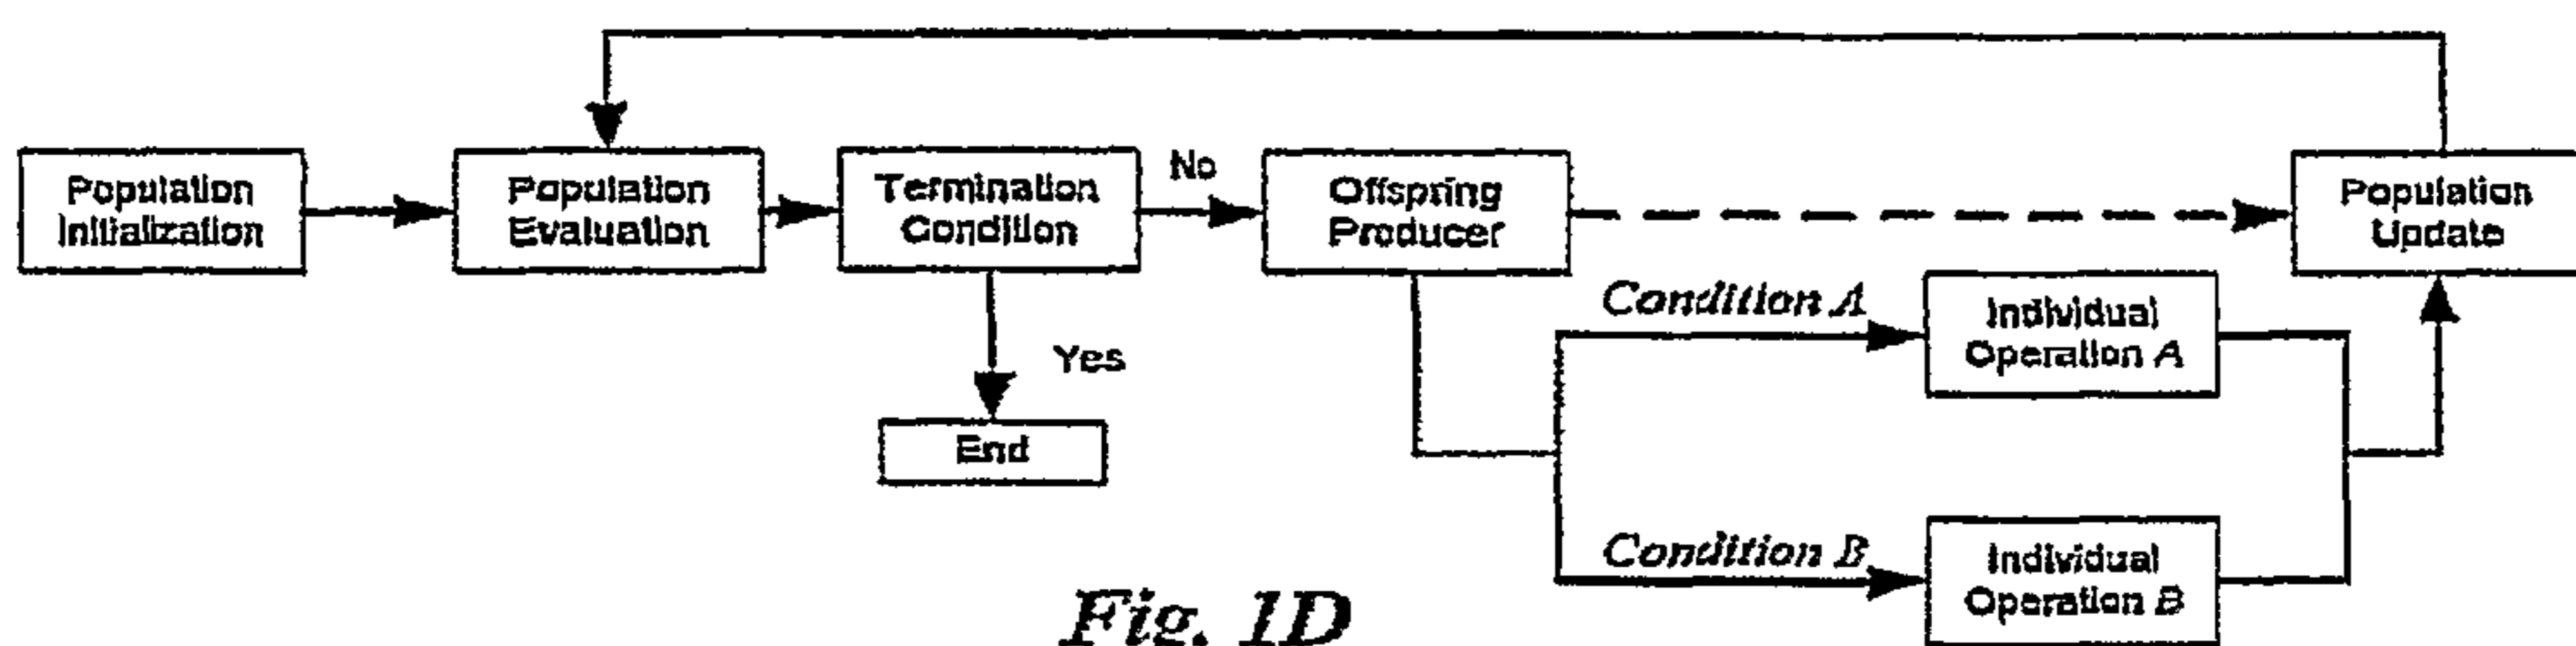 Population
Initialization
Population
Evaluation
Termination
Condition
No
Yes
End
Offspring
Producer
Population
Update
Condition A
Individual
Operation A
Condition B
Individual
Operation B
Fig. 1D